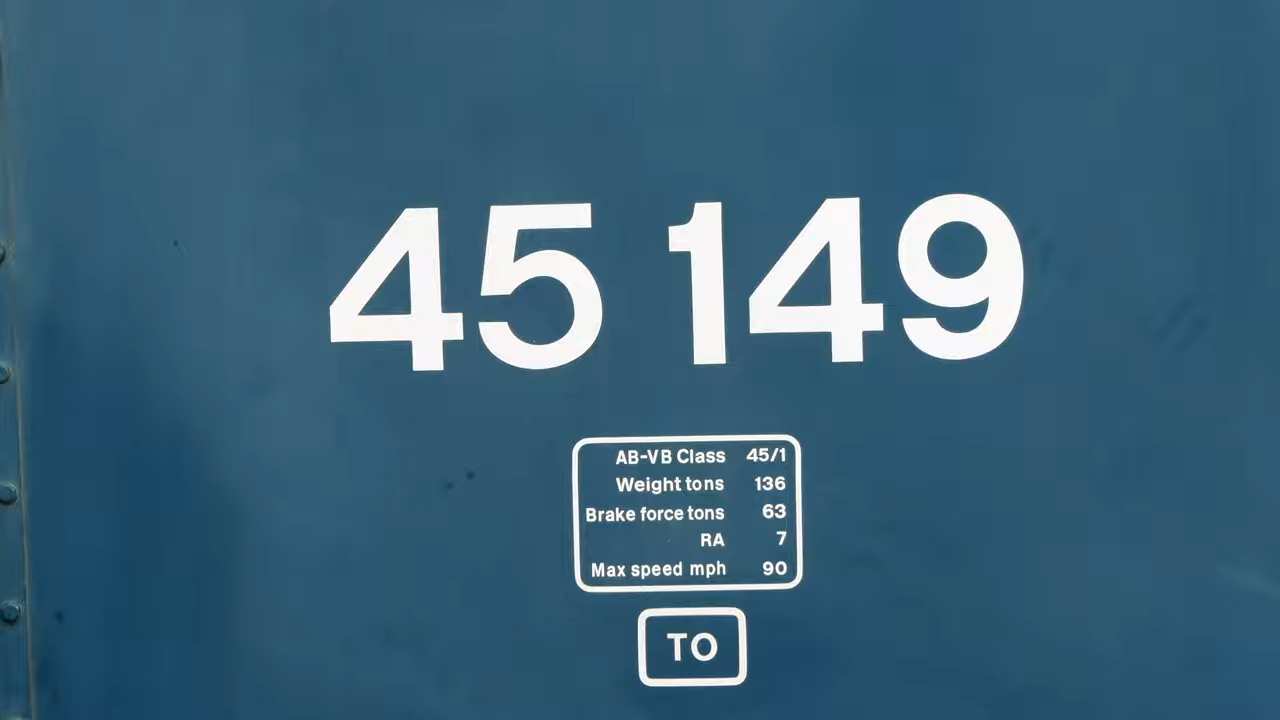 45 149
AB-VB Class 45/1
Weight tons 136
Brake force tons 63
RA 7
Max speed mph 90
TO